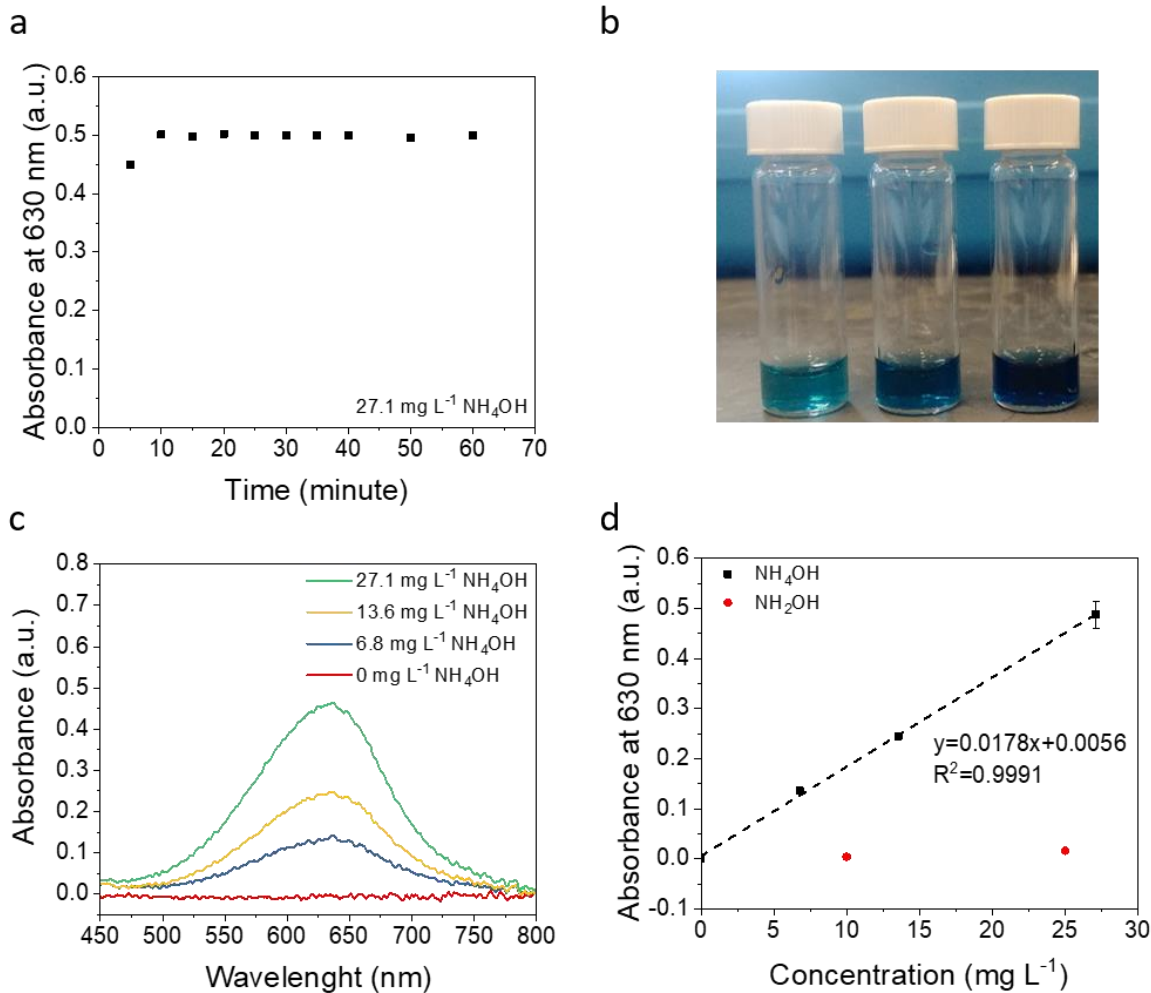 a
Absorbance at 630 nm (a.u.)
0.6
0.5
0.4
0.3
0.2
0.1
0.0
27.1 mg L⁻¹ NH₄OH
0 10 20 30 40 50 60 70
Time (minute)
b
c
Absorbance (a.u.)
0.8
0.7
0.6
0.5
0.4
0.3
0.2
0.1
0.0
27.1 mg L⁻¹ NH₄OH
13.6 mg L⁻¹ NH₄OH
6.8 mg L⁻¹ NH₄OH
0 mg L⁻¹ NH₄OH
450 500 550 600 650 700 750 800
Wavelenght (nm)
d
Absorbance at 630 nm (a.u.)
0.6
0.5
0.4
0.3
0.2
0.1
0.0
-0.1
NH₄OH
NH₂OH
y=0.0178x+0.0056
R²=0.9991
0 5 10 15 20 25 30
Concentration (mg L⁻¹)